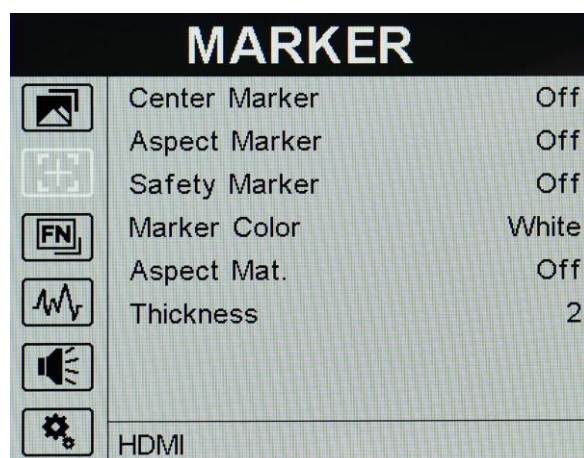 MARKER
Center Marker Off
Aspect Marker Off
Safety Marker Off
FN
Marker Color White
Aspect Mat. Off
Thickness 2
HDMI